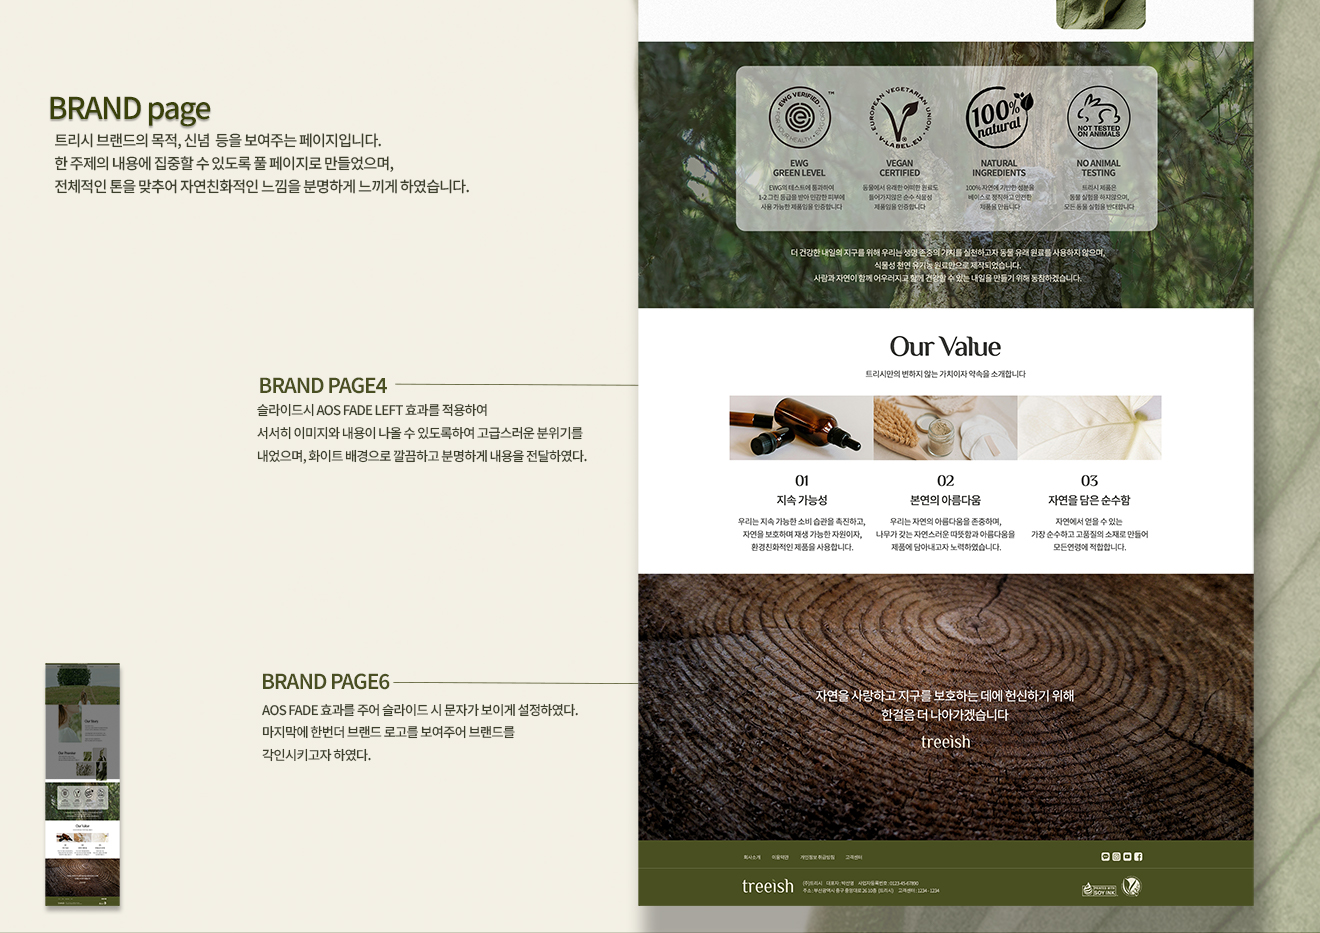 BRAND page
트리시 브랜드의 목적, 신념 등을 보여주는 페이지입니다.
한 주제의 내용에 집중할 수 있도록 풀 페이지로 만들었으며,
전체적인 톤을 맞추어 자연친화적인 느낌을 분명하게 느끼게 하였습니다.
BRAND PAGE4
슬라이드시 AOS FADE LEFT 효과를 적용하여
서서히 이미지와 내용이 나올 수 있도록하여 고급스러운 분위기를
내었으며, 화이트 배경으로 깔끔하고 분명하게 내용을 전달하였다.
BRAND PAGE6
AOS FADE 효과를 주어 슬라이드 시 문자가 보이게 설정하였다.
마지막에 한번더 브랜드 로고를 보여주어 브랜드를
각인시키고자 하였다.
EWG VERIFIED ™
FOR YOUR HEALTH
EUROPEAN VEGETARIAN UNION
V-LABEL.EU
100% natural
NOT TESTED
ON ANIMALS
EWG
GREEN LEVEL
EWG의 테스트에 통과하여
1-2 그린 등급을 받아 민감한 피부에
사용 가능한 제품임을 인증합니다
VEGAN
CERTIFIED
동물에서 유래한 어떠한 원료도
들어가지않은 순수 식물성
제품임을 인증합니다
NATURAL
INGREDIENTS
100% 자연에 기반한 성분을
베이스로 정직하고 안전한
제품을 만듭니다
NO ANIMAL
TESTING
트리시 제품은
동물 실험을 하지않으며,
모든 동물 실험을 반대합니다
더 건강한 내일의 지구를 위해 우리는 생명 존중의 가치를 실천하고자 동물 유래 원료를 사용하지 않으며,
식물성 천연 유기농 원료만으로 제작되었습니다.
사람과 자연이 함께 어우러지고 함께 건강할 수 있는 내일을 만들기 위해 동참하겠습니다.
Our Value
트리시만의 변하지 않는 가치이자 약속을 소개합니다
01
지속 가능성
우리는 지속 가능한 소비 습관을 촉진하고,
자연을 보호하며 재생 가능한 자원이자,
환경친화적인 제품을 사용합니다.
02
본연의 아름다움
우리는 자연의 아름다움을 존중하며,
나무가 갖는 자연스러운 따뜻함과 아름다움을
제품에 담아내고자 노력하였습니다.
03
자연을 담은 순수함
자연에서 얻을 수 있는
가장 순수하고 고품질의 소재로 만들어
모든연령에 적합합니다.
자연을 사랑하고 지구를 보호하는 데에 헌신하기 위해
한걸음 더 나아가겠습니다
treeish
회사소개 이용약관 개인정보 취급방침 고객센터
treeish
(주)트리시 대표자 : 박선영 사업자등록번호 : 0123-45-67890
주소 : 부산광역시 중구 중앙대로 26 10층 (트리시) 고객센터 : 1234 - 1234
PRINTED WITH
SOY INK